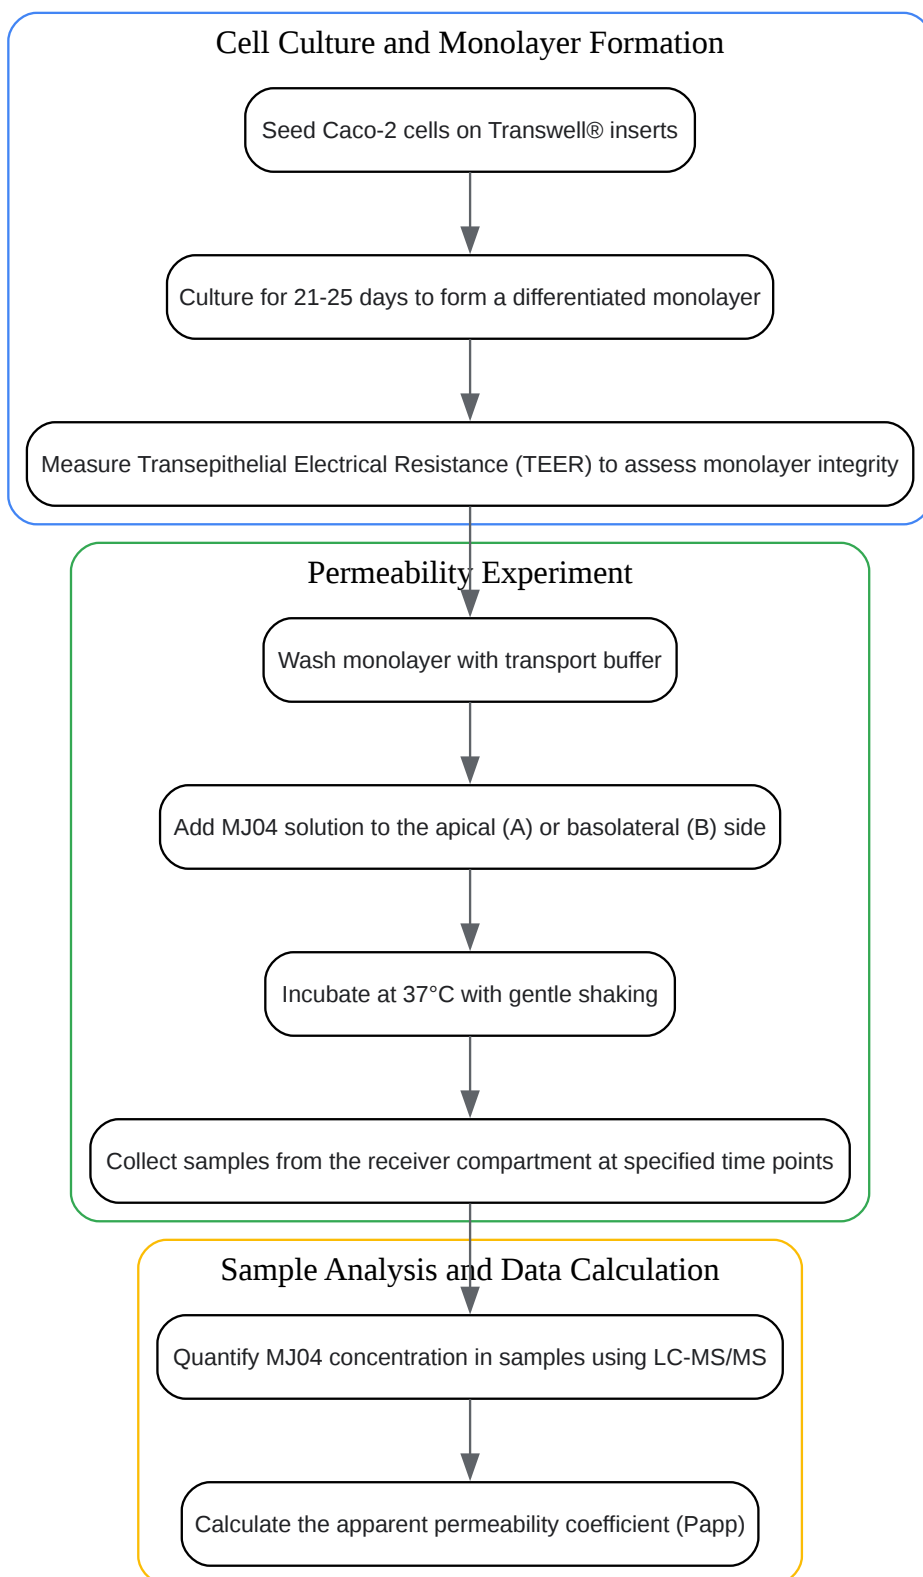 Cell Culture and Monolayer Formation
Seed Caco-2 cells on Transwell® inserts
Culture for 21-25 days to form a differentiated monolayer
Measure Transepithelial Electrical Resistance (TEER) to assess monolayer integrity
Permeability Experiment
Wash monolayer with transport buffer
Add MJ04 solution to the apical (A) or basolateral (B) side
Incubate at 37°C with gentle shaking
Collect samples from the receiver compartment at specified time points
Sample Analysis and Data Calculation
Quantify MJ04 concentration in samples using LC-MS/MS
Calculate the apparent permeability coefficient (Papp)